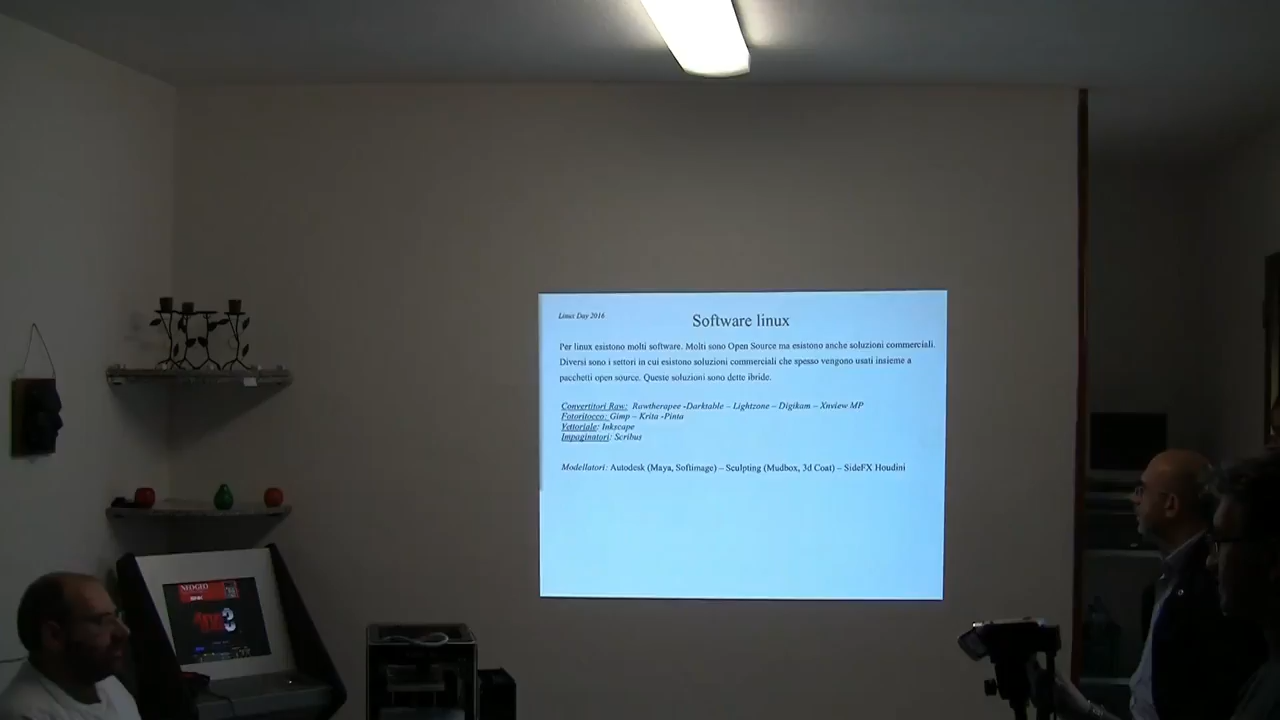 Linux Day 2016
Software linux
Per linux esistono molti software. Molti sono Open Source ma esistono anche soluzioni commerciali.
Diversi sono i settori in cui esistono soluzioni commerciali che spesso vengono usati insieme a
pacchetti open source. Queste soluzioni sono dette ibride.
Convertitori Raw: Rawtherapee -Darktable – Lightzone – Digikam – Xnview MP
Fotoritocco: Gimp – Krita -Pinta
Vettoriale: Inkscape
Impaginatori: Scribus
Modellatori: Autodesk (Maya, Softimage) – Sculpting (Mudbox, 3d Coat) – SideFX Houdini
NEOGEO